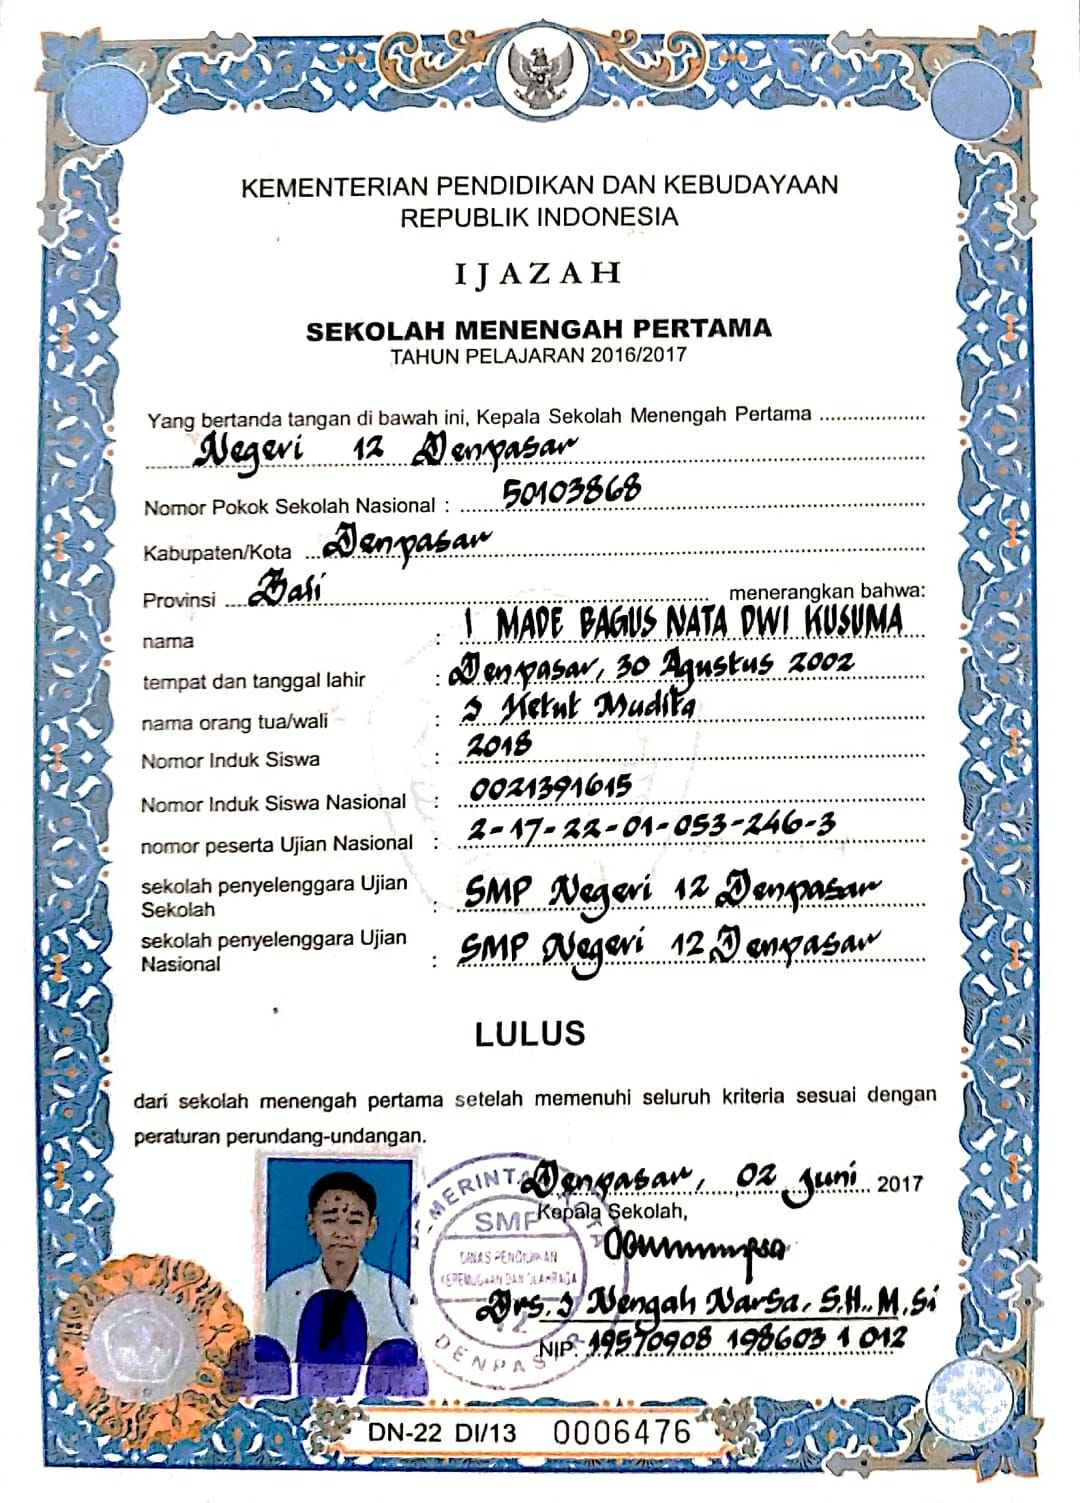 KEMENTERIAN PENDIDIKAN DAN KEBUDAYAAN
REPUBLIK INDONESIA
IJAZAH
SEKOLAH MENENGAH PERTAMA
TAHUN PELAJARAN 2016/2017
Yang bertanda tangan di bawah ini, Kepala Sekolah Menengah Pertama ...................
Negeri 12 Denpasar
Nomor Pokok Sekolah Nasional : 50103868
Kabupaten/Kota Denpasar
Provinsi Bali menerangkan bahwa:
nama : I MADE BAGUS NATA DWI KUSUMA
tempat dan tanggal lahir : Denpasar, 30 Agustus 2002
nama orang tua/wali : I Ketut Mudita
Nomor Induk Siswa : 2018
Nomor Induk Siswa Nasional : 0021391615
nomor peserta Ujian Nasional : 2-17-22-01-053-246-3
sekolah penyelenggara Ujian
Sekolah : SMP Negeri 12 Denpasar
sekolah penyelenggara Ujian
Nasional : SMP Negeri 12 Denpasar
LULUS
dari sekolah menengah pertama setelah memenuhi seluruh kriteria sesuai dengan
peraturan perundang-undangan.
Denpasar, 02 Juni 2017
Kepala Sekolah,
Drs. I Nengah Narsa, S.H., M.Si
NIP. 19570908 198603 1 012
SMP
DINAS PENDIDIKAN
DENPASAR
DN-22 DI/13 0006476